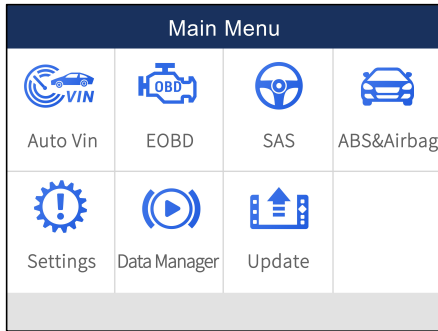 Main Menu
VIN
OBD
Auto Vin
EOBD
SAS
ABS&Airbag
Settings
Data Manager
Update